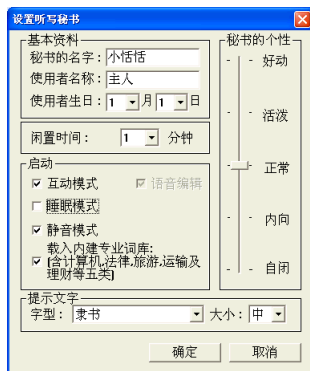 设置听写秘书
基本资料
秘书的名字：小恬恬
使用者名称：主人
使用者生日：1 月 1 日
闲置时间： 1 分钟
启动
互动模式 语音编辑
睡眠模式
静音模式
载入内建专业词库:
(含计算机,法律,旅游,运输及
理财等五类)
秘书的个性
好动
活泼
正常
内向
自闭
提示文字
字型： 隶书 大小： 中
确定 取消